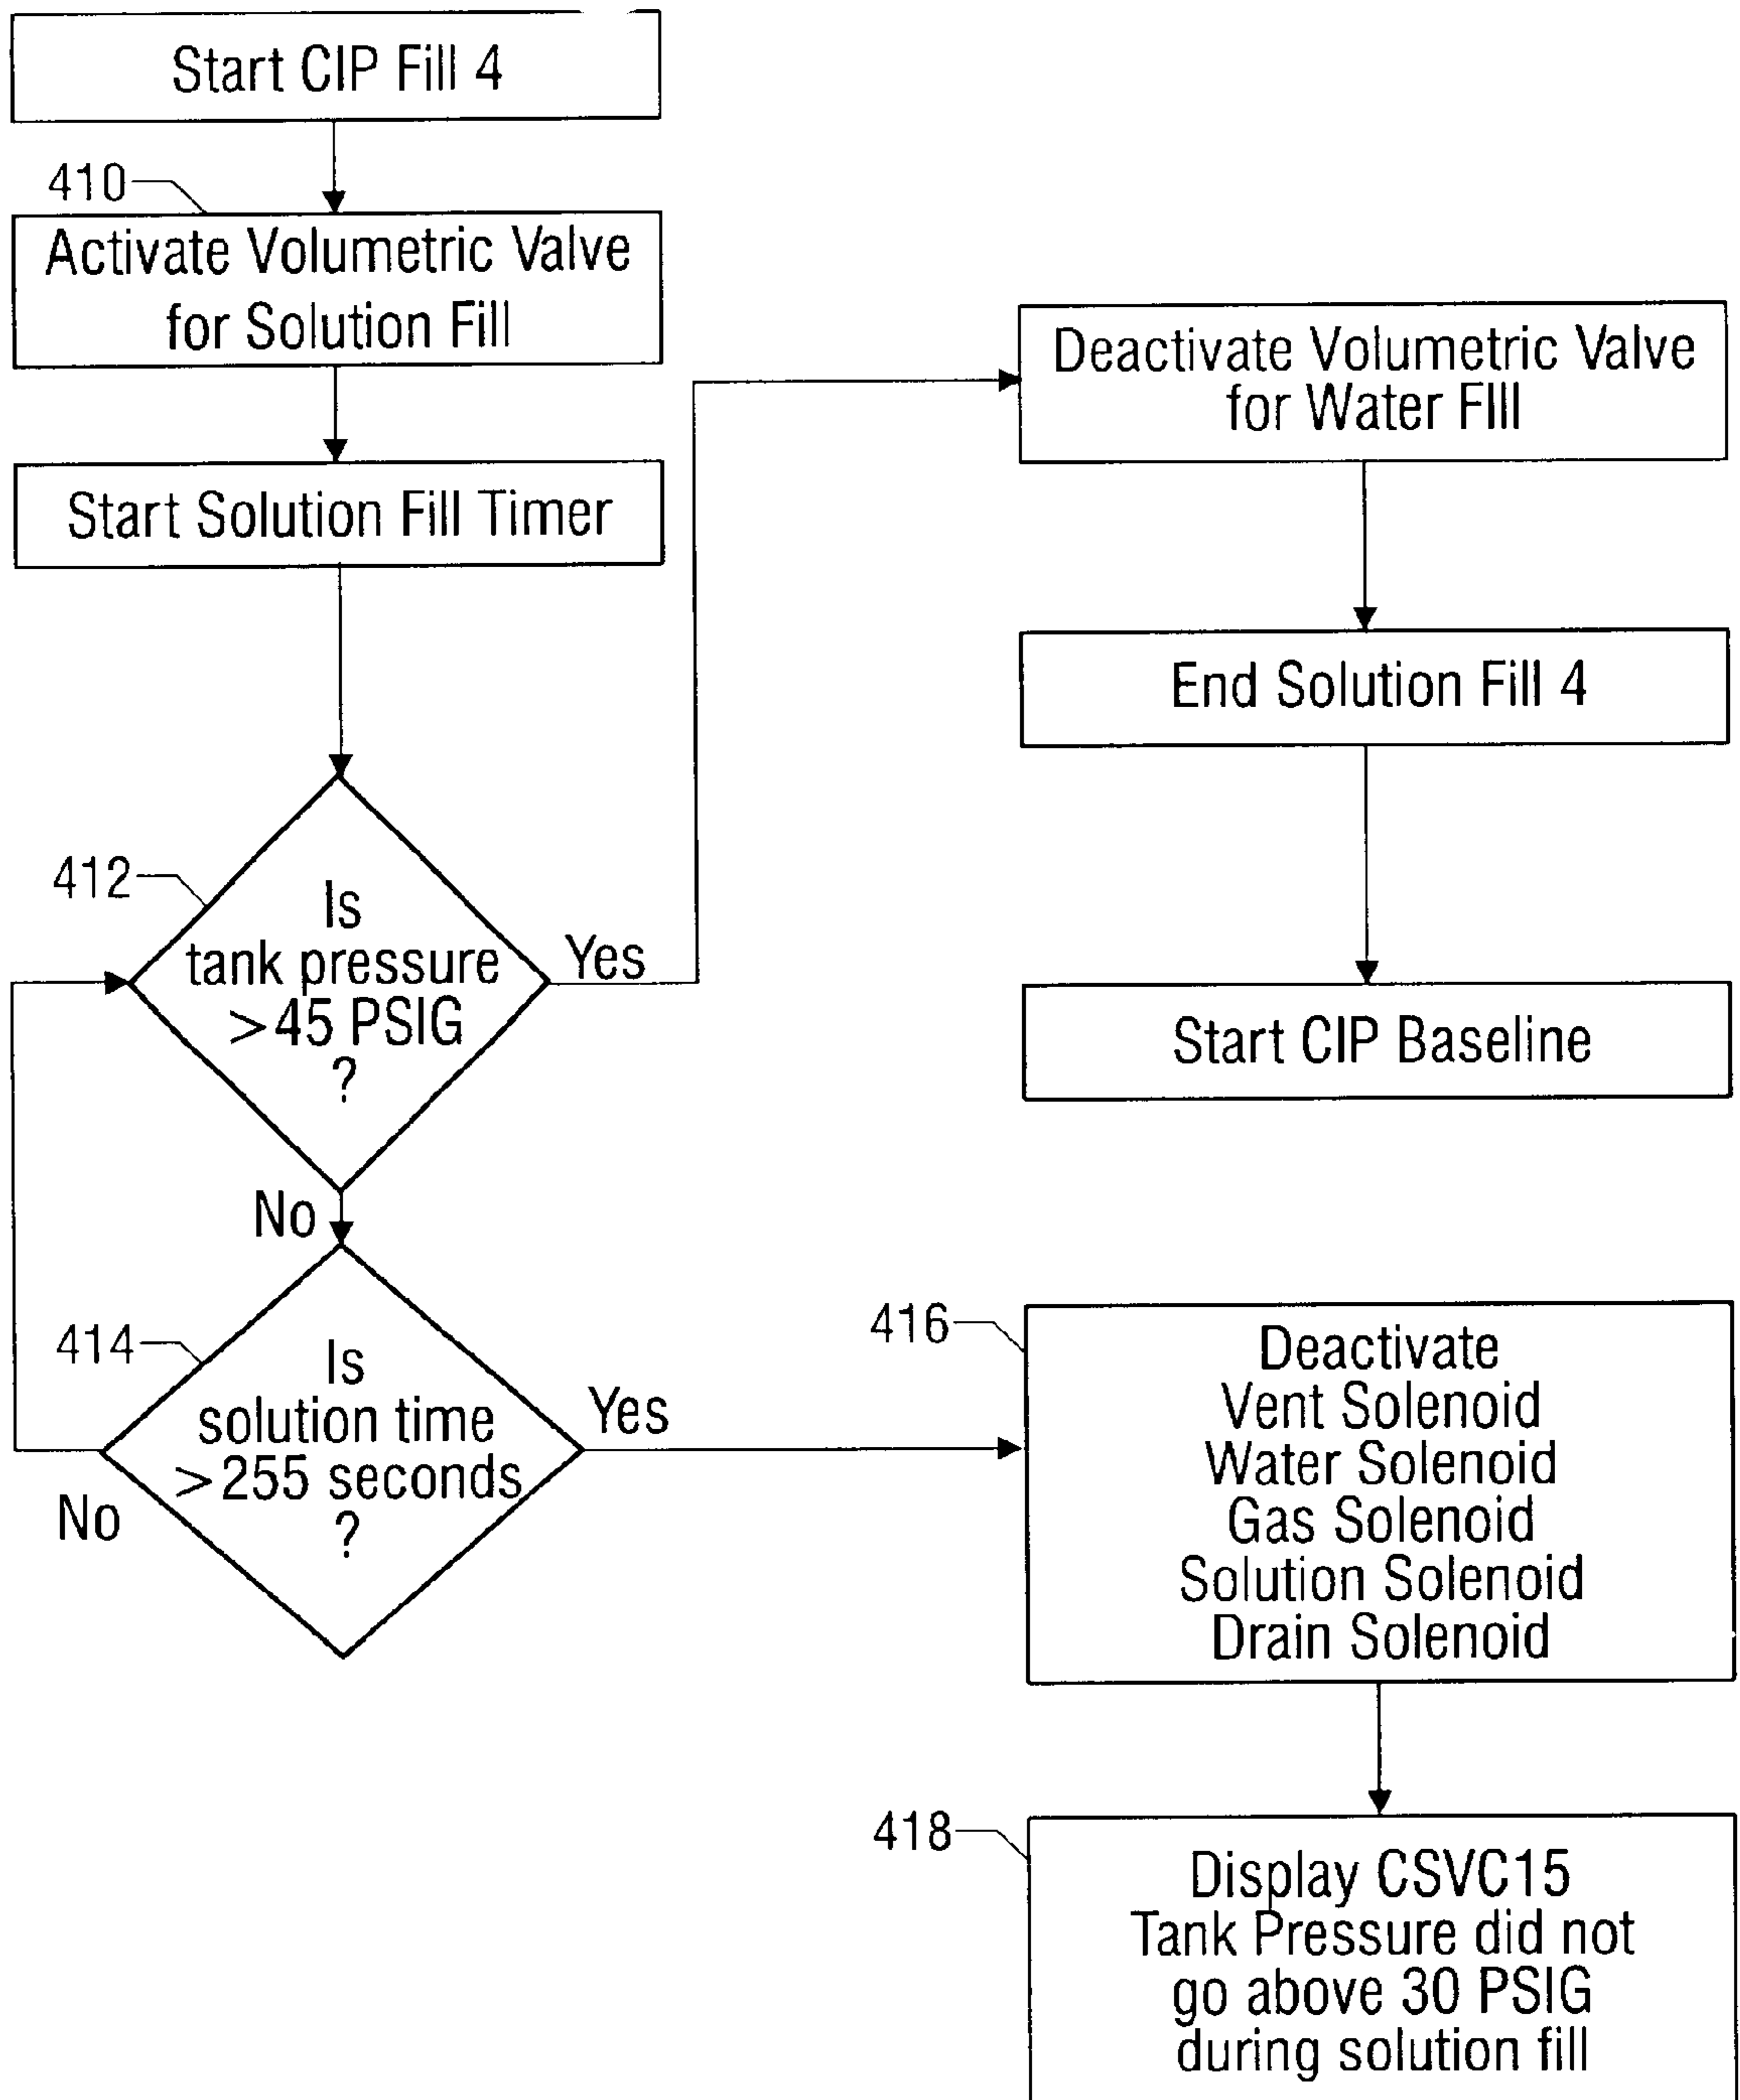 Start CIP Fill 4
410
Activate Volumetric Valve
for Solution Fill
Start Solution Fill Timer
412
Is
tank pressure
>45 PSIG
?
Yes
No
414
Is
solution time
>255 seconds
?
Yes
No
Deactivate Volumetric Valve
for Water FIll
End Solution Fill 4
Start CIP Baseline
416
Deactivate
Vent Solenoid
Water Solenoid
Gas Solenoid
Solution Solenoid
Drain Solenoid
418
Display CSVC15
Tank Pressure did not
go above 30 PSIG
during solution fill